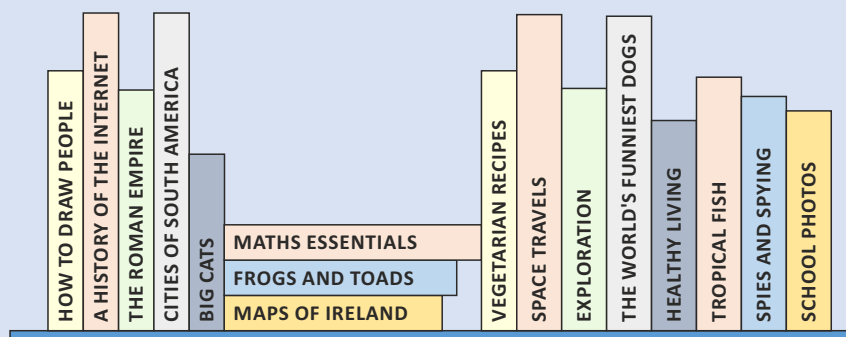 HOW TO DRAW PEOPLE
A HISTORY OF THE INTERNET
THE ROMAN EMPIRE
CITIES OF SOUTH AMERICA
BIG CATS
MATHS ESSENTIALS
FROGS AND TOADS
MAPS OF IRELAND
VEGETARIAN RECIPES
SPACE TRAVELS
EXPLORATION
THE WORLD'S FUNNIEST DOGS
HEALTHY LIVING
TROPICAL FISH
SPIES AND SPYING
SCHOOL PHOTOS